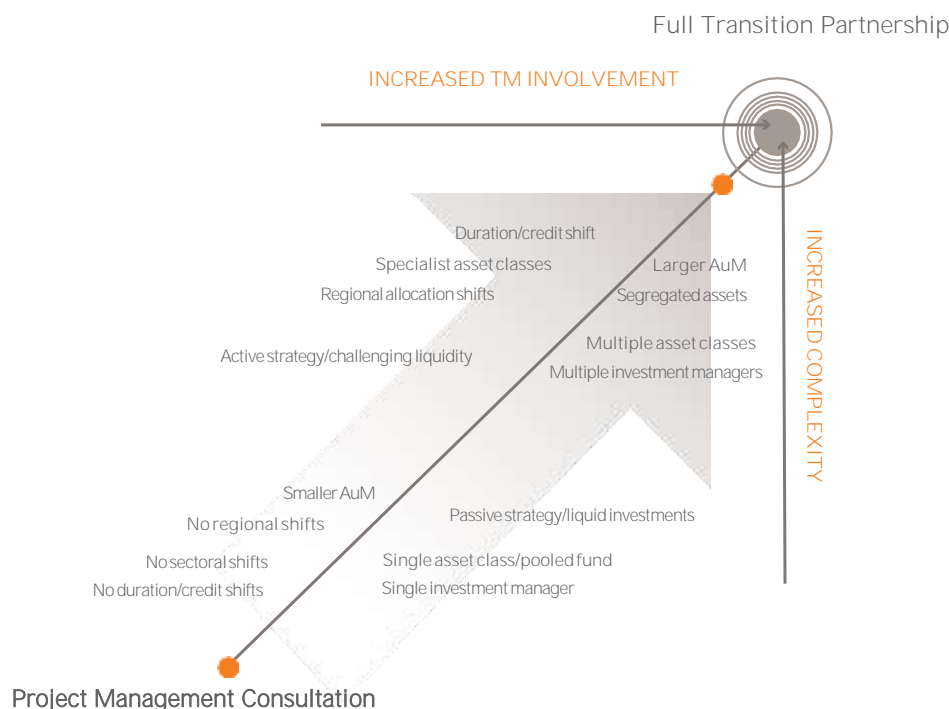 Full Transition Partnership
INCREASED TM INVOLVEMENT
Duration/credit shift
Specialist asset classes
Larger AuM
Regional allocation shifts
Segregated assets
INCREASED COMPLEXITY
Active strategy/challenging liquidity
Multiple asset classes
Multiple investment managers
Smaller AuM
No regional shifts
Passive strategy/liquid investments
No sectoral shifts
Single asset class/pooled fund
No duration/credit shifts
Single investment manager
Project Management Consultation